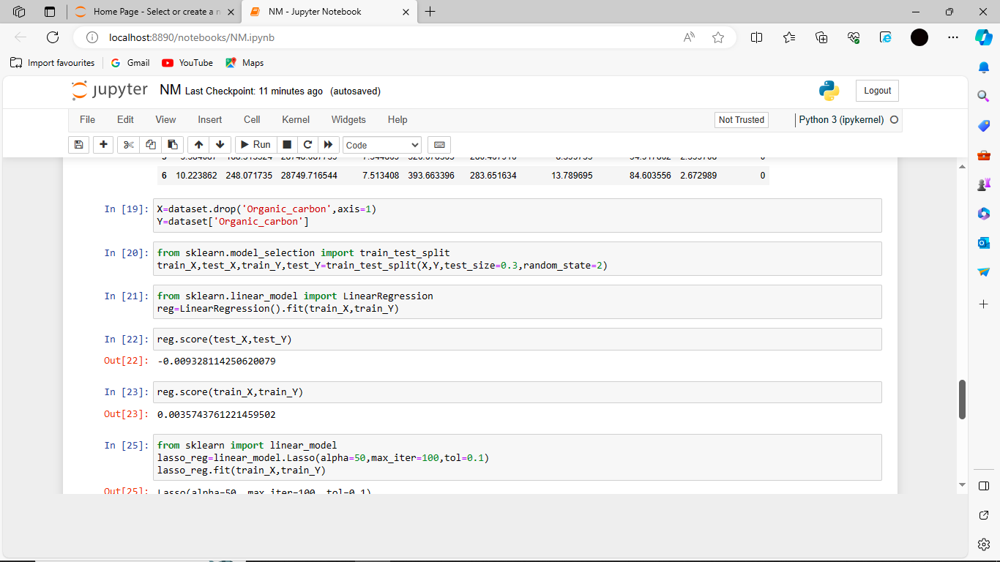 Home Page - Select or create a n
NM - Jupyter Notebook
localhost:8890/notebooks/NM.ipynb
Import favourites
Gmail
YouTube
Maps
jupyter NM Last Checkpoint: 11 minutes ago (autosaved)
Logout
File Edit View Insert Cell Kernel Widgets Help
Not Trusted
Python 3 (ipykernel)
Run
Code
6 10.223862 248.071735 28749.716544 7.513408 393.663396 283.651634 13.789695 84.603556 2.672989 0
In [19]: X=dataset.drop('Organic_carbon',axis=1)
Y=dataset['Organic_carbon']
In [20]: from sklearn.model_selection import train_test_split
train_X,test_X,train_Y,test_Y=train_test_split(X,Y,test_size=0.3,random_state=2)
In [21]: from sklearn.linear_model import LinearRegression
reg=LinearRegression().fit(train_X,train_Y)
In [22]: reg.score(test_X,test_Y)
Out[22]: -0.009328114250620079
In [23]: reg.score(train_X,train_Y)
Out[23]: 0.0035743761221459502
In [25]: from sklearn import linear_model
lasso_reg=linear_model.Lasso(alpha=50,max_iter=100,tol=0.1)
lasso_reg.fit(train_X,train_Y)
Out[25]: Lasso(alpha=50, max_iter=100, tol=0.1)